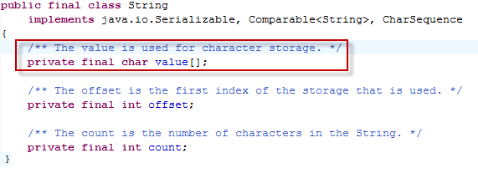 public final class String
implements java.io.Serializable, Comparable<String>, CharSequence
{
/** The value is used for character storage. */
private final char value[];
/** The offset is the first index of the storage that is used. */
private final int offset;
/** The count is the number of characters in the String. */
private final int count;
}